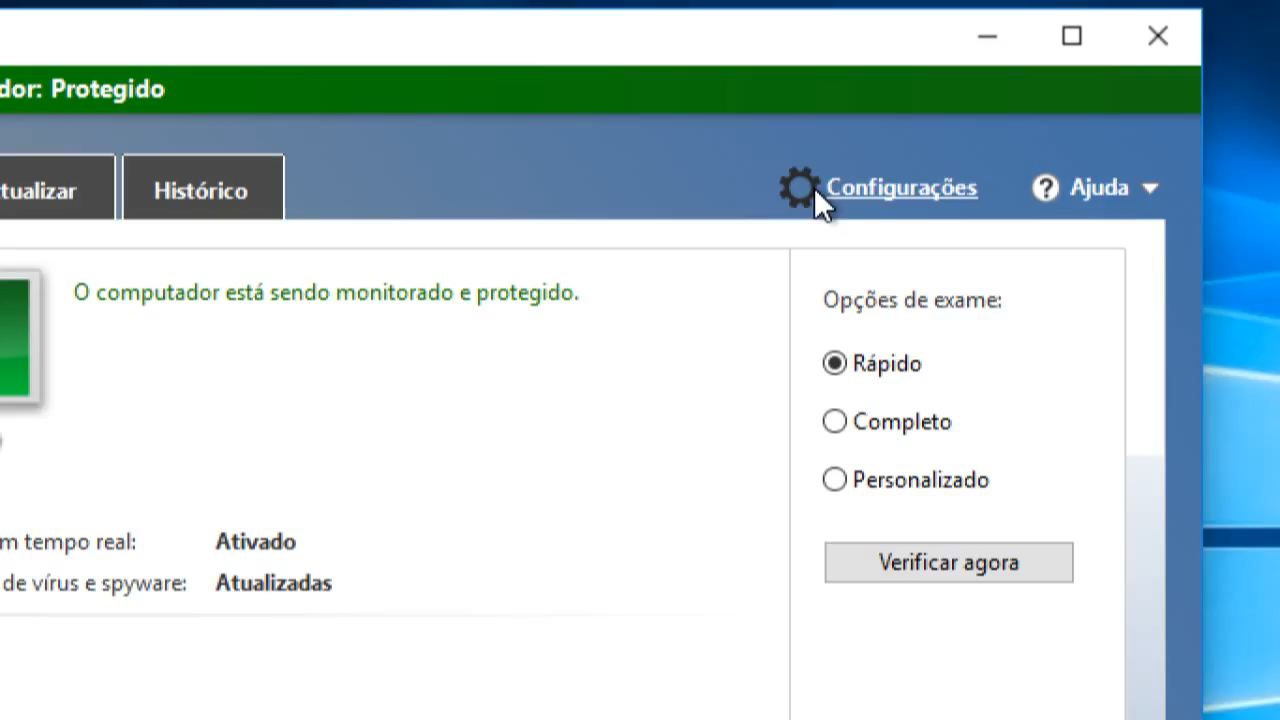 dor: Protegido
tualizar
Histórico
Configurações
? Ajuda
O computador está sendo monitorado e protegido.
Opções de exame:
Rápido
Completo
Personalizado
m tempo real: Ativado
de vírus e spyware: Atualizadas
Verificar agora